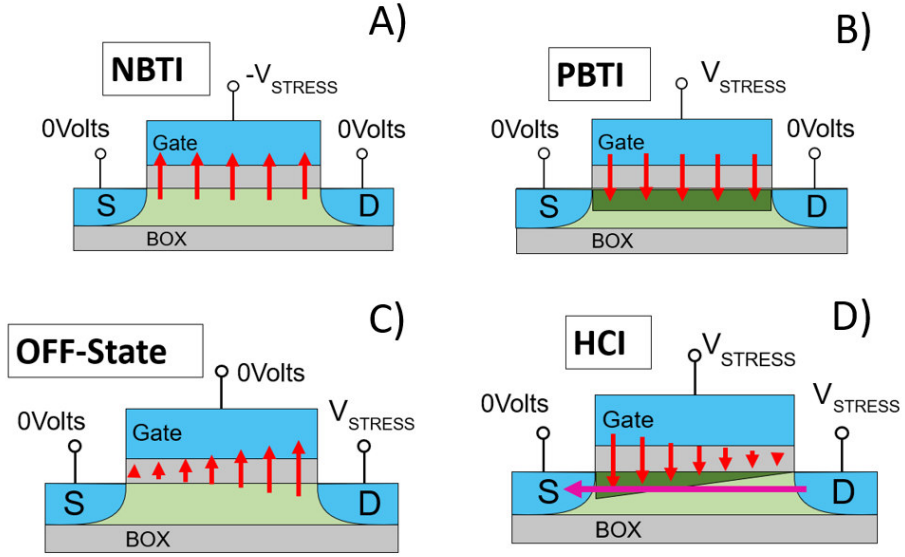 A)
NBTI
-VSTRESS
0Volts
0Volts
Gate
S
D
BOX
B)
PBTI
VSTRESS
0Volts
0Volts
Gate
S
D
BOX
C)
OFF-State
0Volts
0Volts
VSTRESS
Gate
S
D
BOX
D)
HCI
VSTRESS
0Volts
VSTRESS
Gate
S
D
BOX